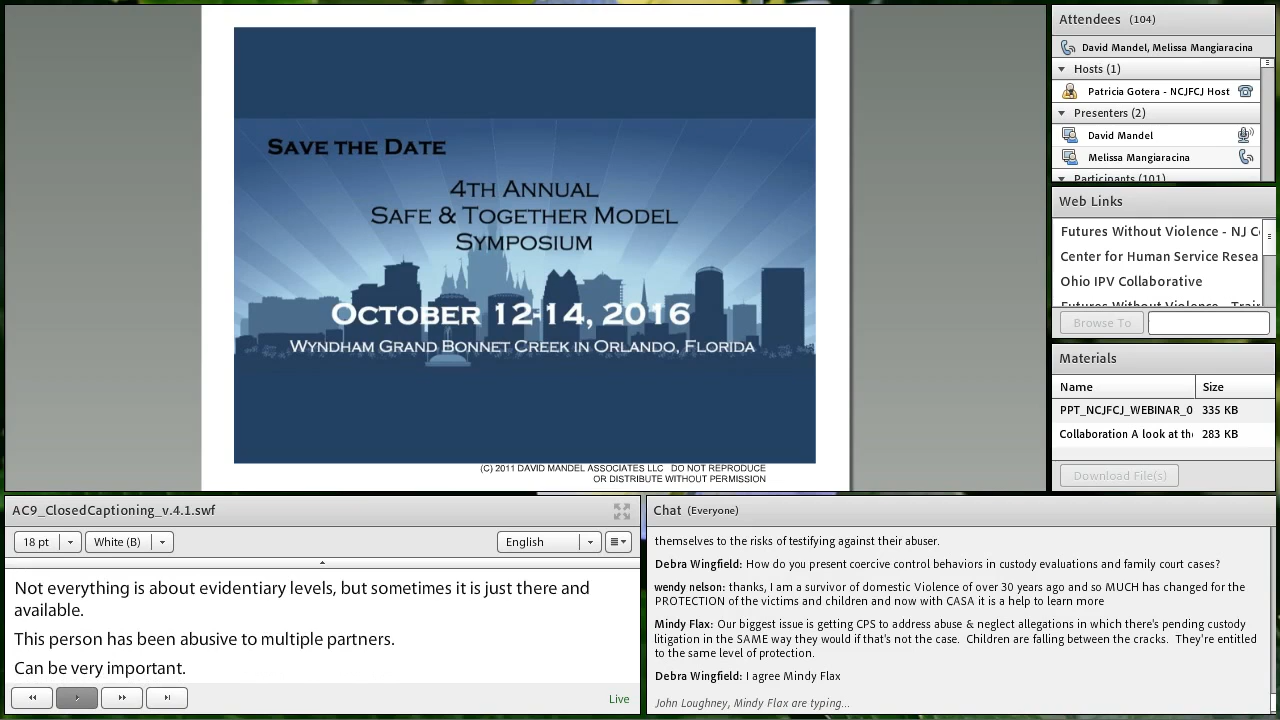 SAVE THE DATE
4TH ANNUAL
SAFE & TOGETHER MODEL
SYMPOSIUM
OCTOBER 12-14, 2016
WYNDHAM GRAND BONNET CREEK IN ORLANDO, FLORIDA
(C) 2011 DAVID MANDEL ASSOCIATES LLC DO NOT REPRODUCE
OR DISTRIBUTE WITHOUT PERMISSION
Attendees (104)
David Mandel, Melissa Mangiaracina
Hosts (1)
Patricia Gotera - NCJFCJ Host
Presenters (2)
David Mandel
Melissa Mangiaracina
Participants (101)
Web Links
Futures Without Violence - NJ C
Center for Human Service Resea
Ohio IPV Collaborative
Futures Without Violence - Trai
Browse To
Materials
Name Size
PPT_NCJFCJ_WEBINAR_0 335 KB
Collaboration A look at the 283 KB
Download File(s)
AC9_ClosedCaptioning_v.4.1.swf
18 pt White (B) English
Not everything is about evidentiary levels, but sometimes it is just there and
available.
This person has been abusive to multiple partners.
Can be very important.
Live
Chat (Everyone)
themselves to the risks of testifying against their abuser.
Debra Wingfield: How do you present coercive control behaviors in custody evaluations and family court cases?
wendy nelson: thanks, I am a survivor of domestic Violence of over 30 years ago and so MUCH has changed for the
PROTECTION of the victims and children and now with CASA it is a help to learn more
Mindy Flax: Our biggest issue is getting CPS to address abuse & neglect allegations in which there's pending custody
litigation in the SAME way they would if that's not the case. Children are falling between the cracks. They're entitled
to the same level of protection.
Debra Wingfield: I agree Mindy Flax
John Loughney, Mindy Flax are typing...